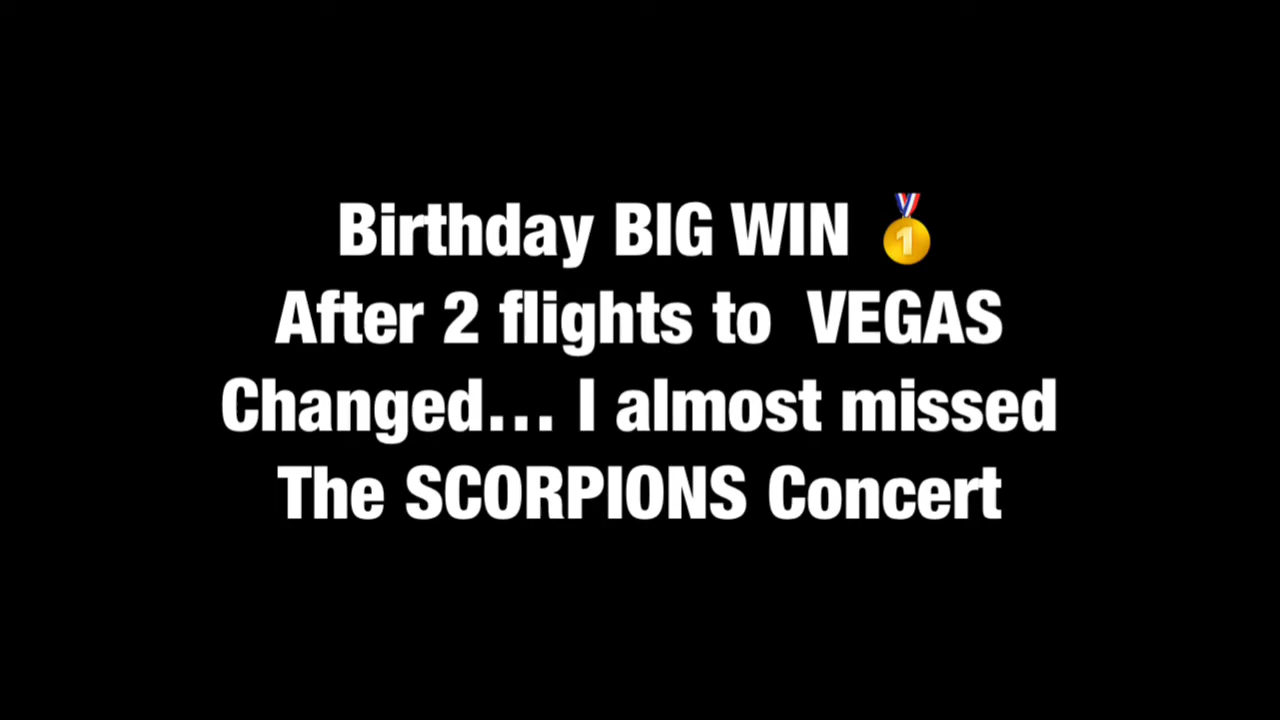 Birthday BIG WIN 🥇
After 2 flights to  VEGAS
Changed... I almost missed
The SCORPIONS Concert